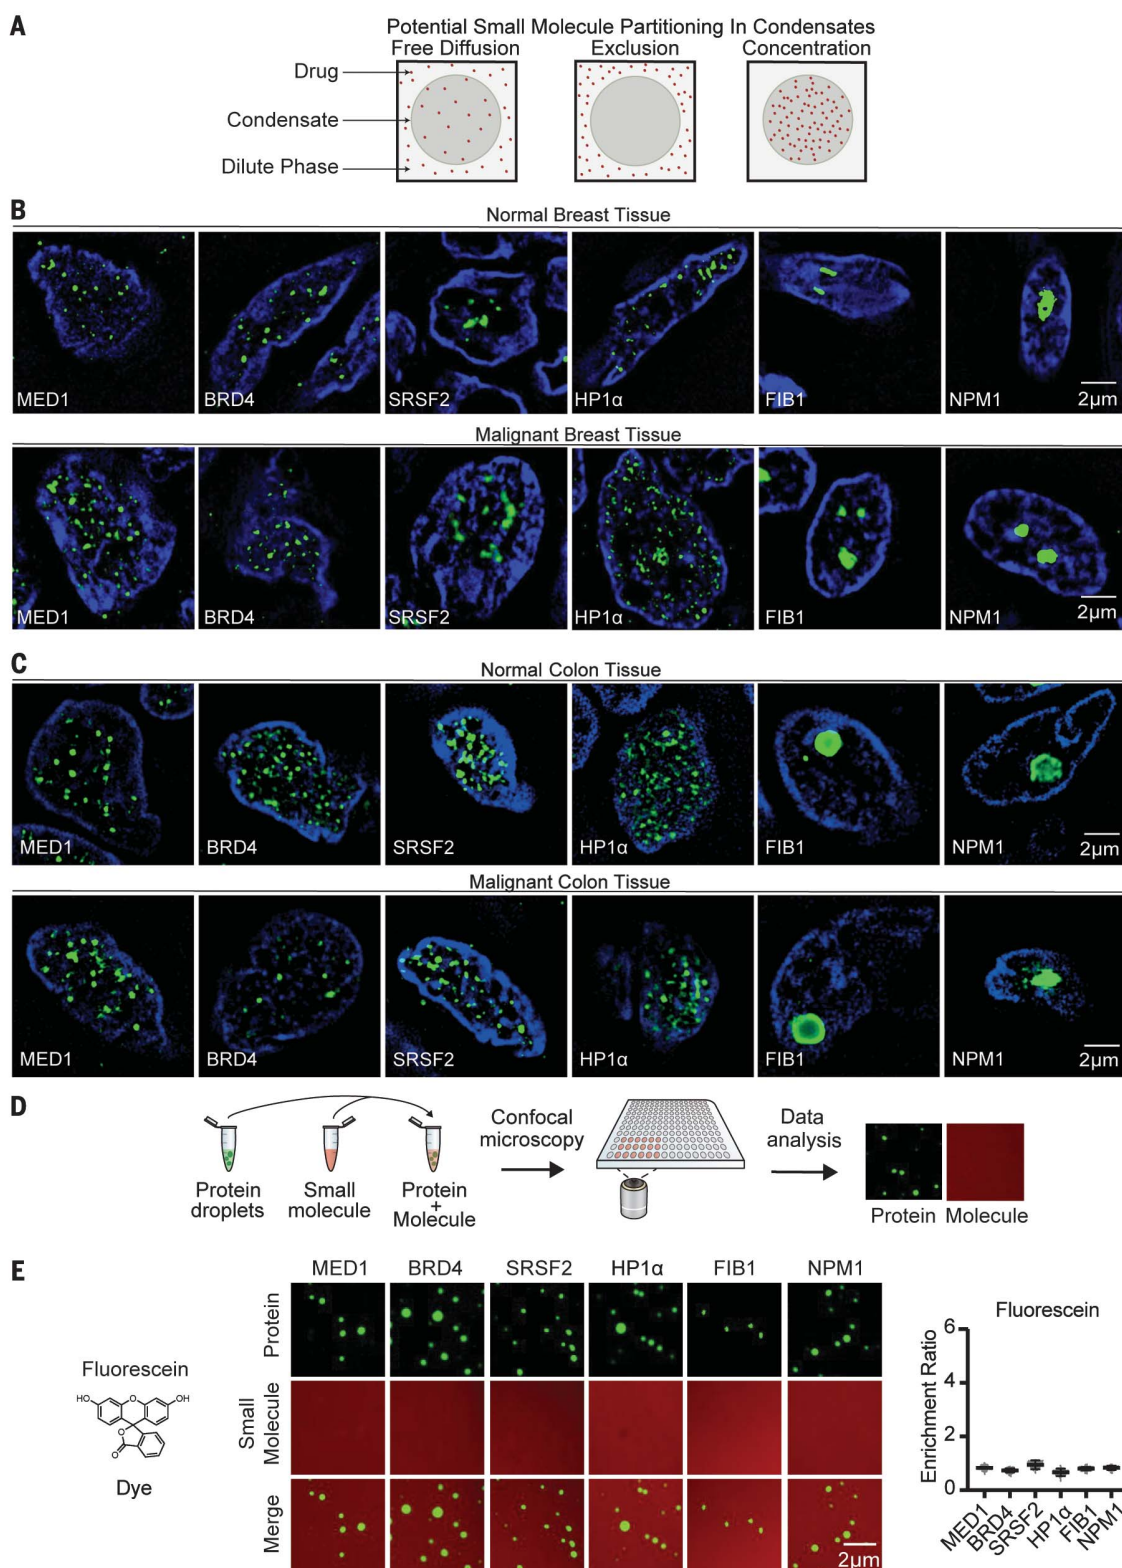 A
Potential Small Molecule Partitioning In Condensates
Free Diffusion Exclusion Concentration
Drug
Condensate
Dilute Phase
B
Normal Breast Tissue
MED1 BRD4 SRSF2 HP1α FIB1 NPM1 2μm
Malignant Breast Tissue
MED1 BRD4 SRSF2 HP1α FIB1 NPM1 2μm
C
Normal Colon Tissue
MED1 BRD4 SRSF2 HP1α FIB1 NPM1 2μm
Malignant Colon Tissue
MED1 BRD4 SRSF2 HP1α FIB1 NPM1 2μm
D
Protein
droplets
Small
molecule
Protein
+
Molecule
Confocal
microscopy
Data
analysis
Protein Molecule
E
Fluorescein
HO
O
OH
O
O
Dye
MED1 BRD4 SRSF2 HP1α FIB1 NPM1
Protein
Small
Molecule
Merge
2μm
Fluorescein
Enrichment Ratio
6
4
2
0
MED1
BRD4
SRSF2
HP1α
FIB1
NPM1